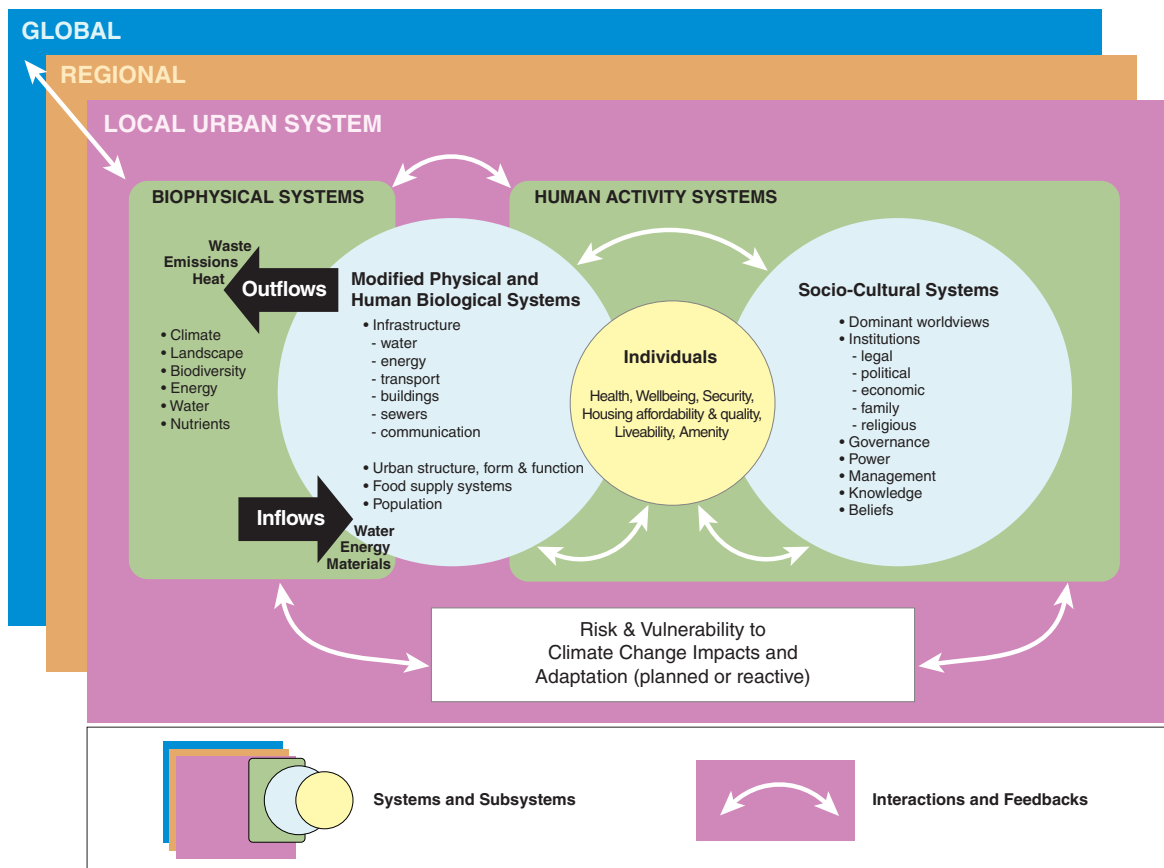 GLOBAL
REGIONAL
LOCAL URBAN SYSTEM
BIOPHYSICAL SYSTEMS
Waste
Emissions
Heat
Outflows
• Climate
• Landscape
• Biodiversity
• Energy
• Water
• Nutrients
Inflows
Water
Energy
Materials
HUMAN ACTIVITY SYSTEMS
Modified Physical and
Human Biological Systems
• Infrastructure
- water
- energy
- transport
- buildings
- sewers
- communication
• Urban structure, form & function
• Food supply systems
• Population
Individuals
Health, Wellbeing, Security,
Housing affordability & quality,
Liveability, Amenity
Socio-Cultural Systems
• Dominant worldviews
• Institutions
- legal
- political
- economic
- family
- religious
• Governance
• Power
• Management
• Knowledge
• Beliefs
Risk & Vulnerability to
Climate Change Impacts and
Adaptation (planned or reactive)
Systems and Subsystems
Interactions and Feedbacks